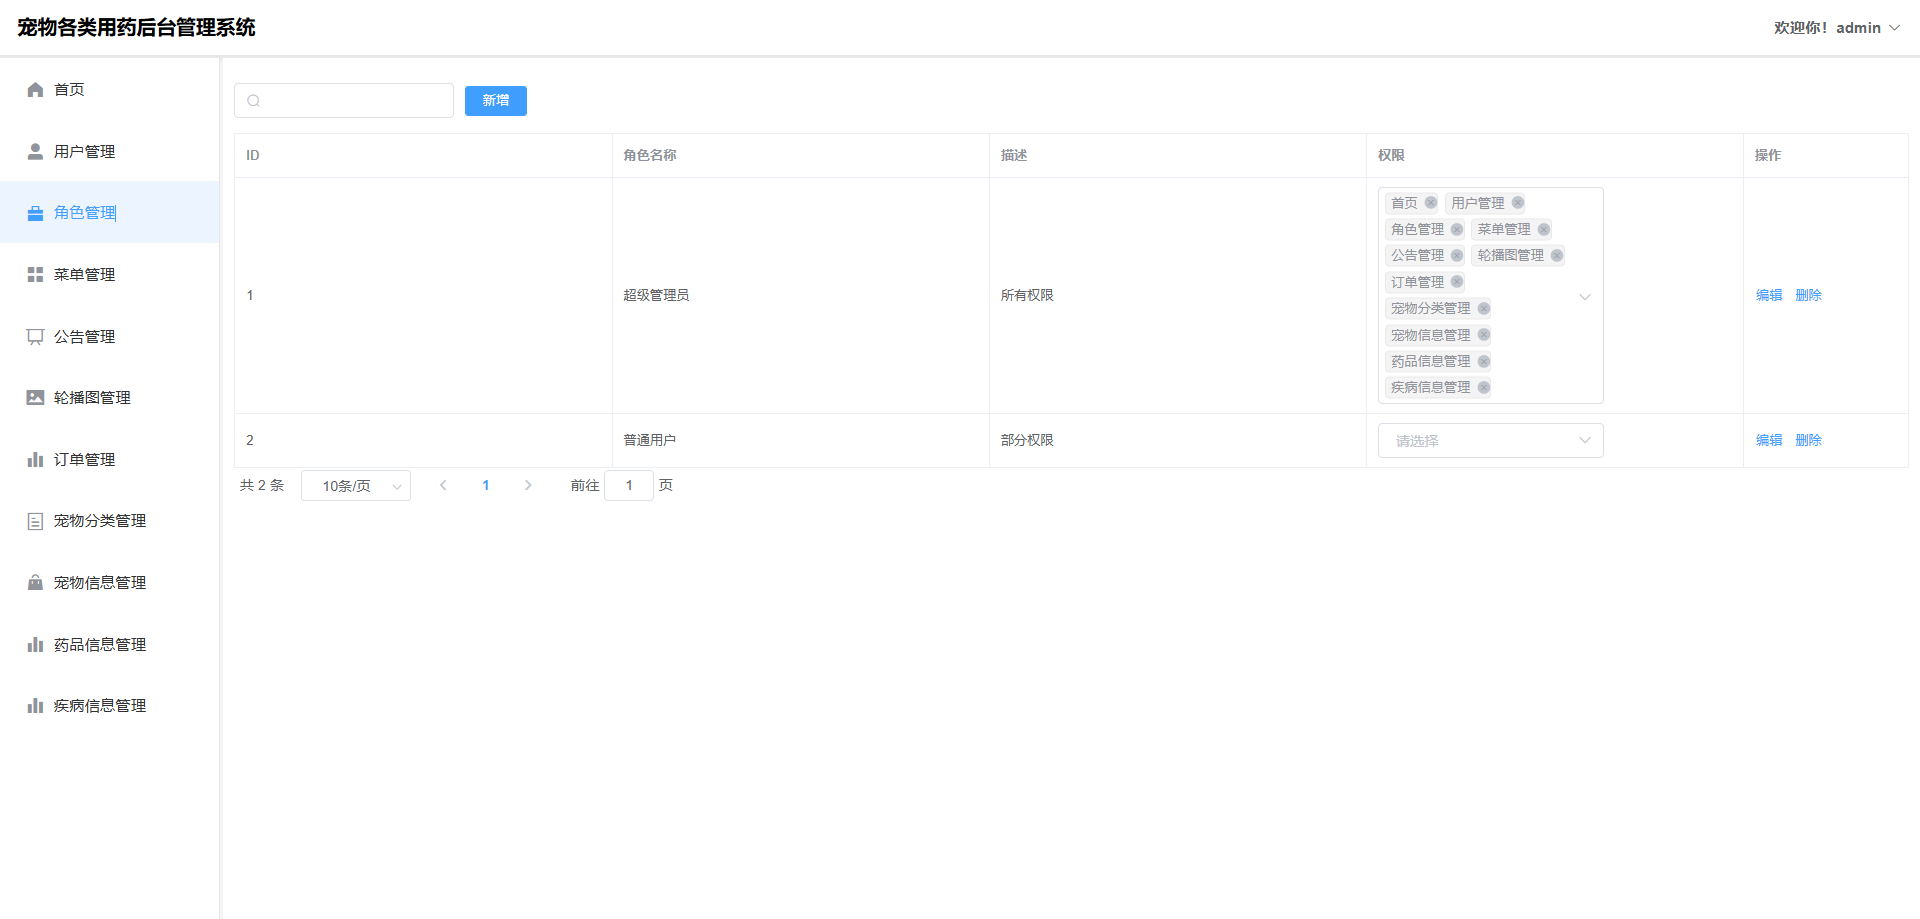 宠物各类用药后台管理系统
欢迎你！admin
首页
用户管理
角色管理
菜单管理
公告管理
轮播图管理
订单管理
宠物分类管理
宠物信息管理
药品信息管理
疾病信息管理
新增
ID 角色名称 描述 权限 操作
1 超级管理员 所有权限
首页 用户管理
角色管理 菜单管理
公告管理 轮播图管理
订单管理
宠物分类管理
宠物信息管理
药品信息管理
疾病信息管理
编辑 删除
2 普通用户 部分权限 请选择 编辑 删除
共 2 条 10条/页 1 前往 1 页